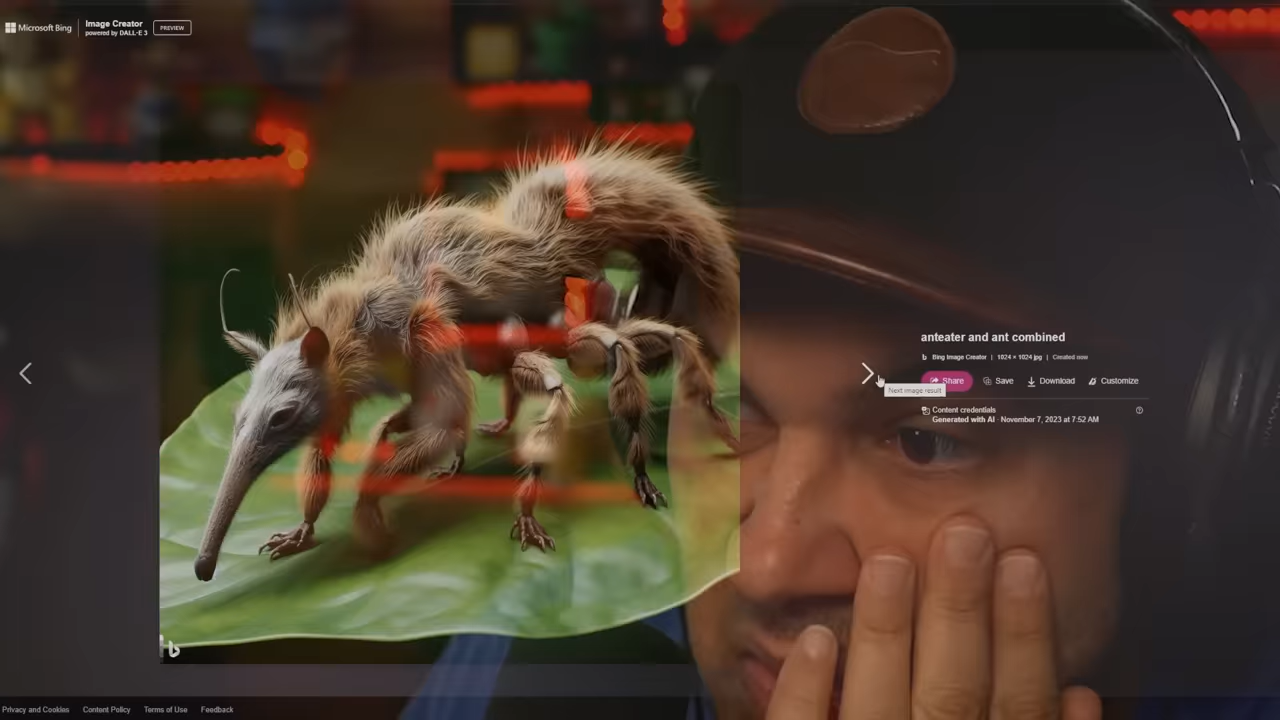 Microsoft Bing
Image Creator
powered by DALL·E 3
PREVIEW
anteater and ant combined
Bing Image Creator | 1024 × 1024 jpg | Created now
Share
Save
Download
Customize
Next image result
Content credentials
Generated with AI · November 7, 2023 at 7:52 AM
b
Privacy and Cookies
Content Policy
Terms of Use
Feedback